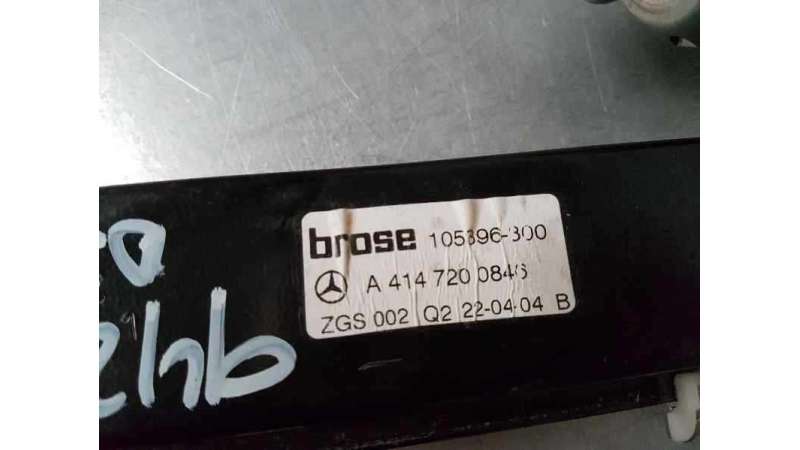 brose 105396-300
A 414 720 0846
ZGS 002 Q2 22-04-04 B